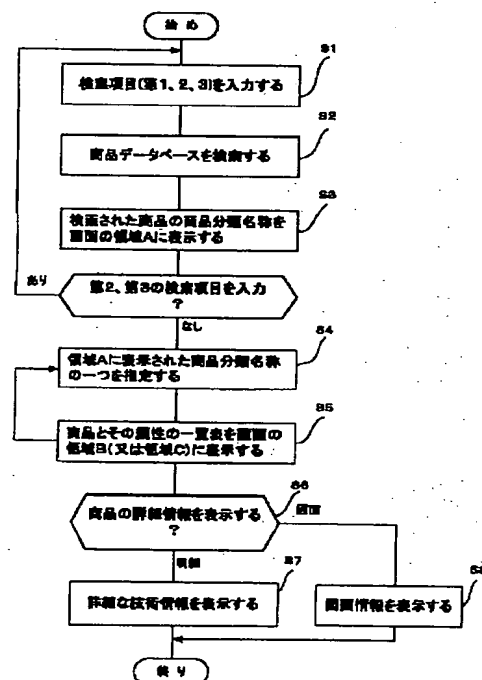 始め
S1
検索項目(第1、2、3)を入力する
S2
商品データベースを検索する
S3
検索された商品の商品分類名称を
画面の領域Aに表示する
あり
第2、第3の検索項目を入力
?
なし
S4
領域Aに表示された商品分類名称
の一つを指定する
S5
商品とその属性の一覧表を画面の
領域B(又は領域C)に表示する
S6
商品の詳細情報を表示する
?
図面
明細
S7
詳細な技術情報を表示する
S8
図面情報を表示する
終り